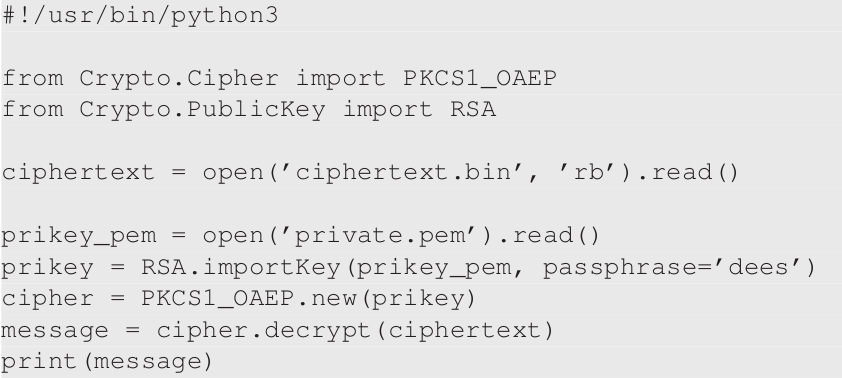 #!/usr/bin/python3
from Crypto.Cipher import PKCS1_OAEP
from Crypto.PublicKey import RSA
ciphertext = open(’ciphertext.bin’, ’rb’).read()
prikey_pem = open(’private.pem’).read()
prikey = RSA.importKey(prikey_pem, passphrase=’dees’)
cipher = PKCS1_OAEP.new(prikey)
message = cipher.decrypt(ciphertext)
print(message)